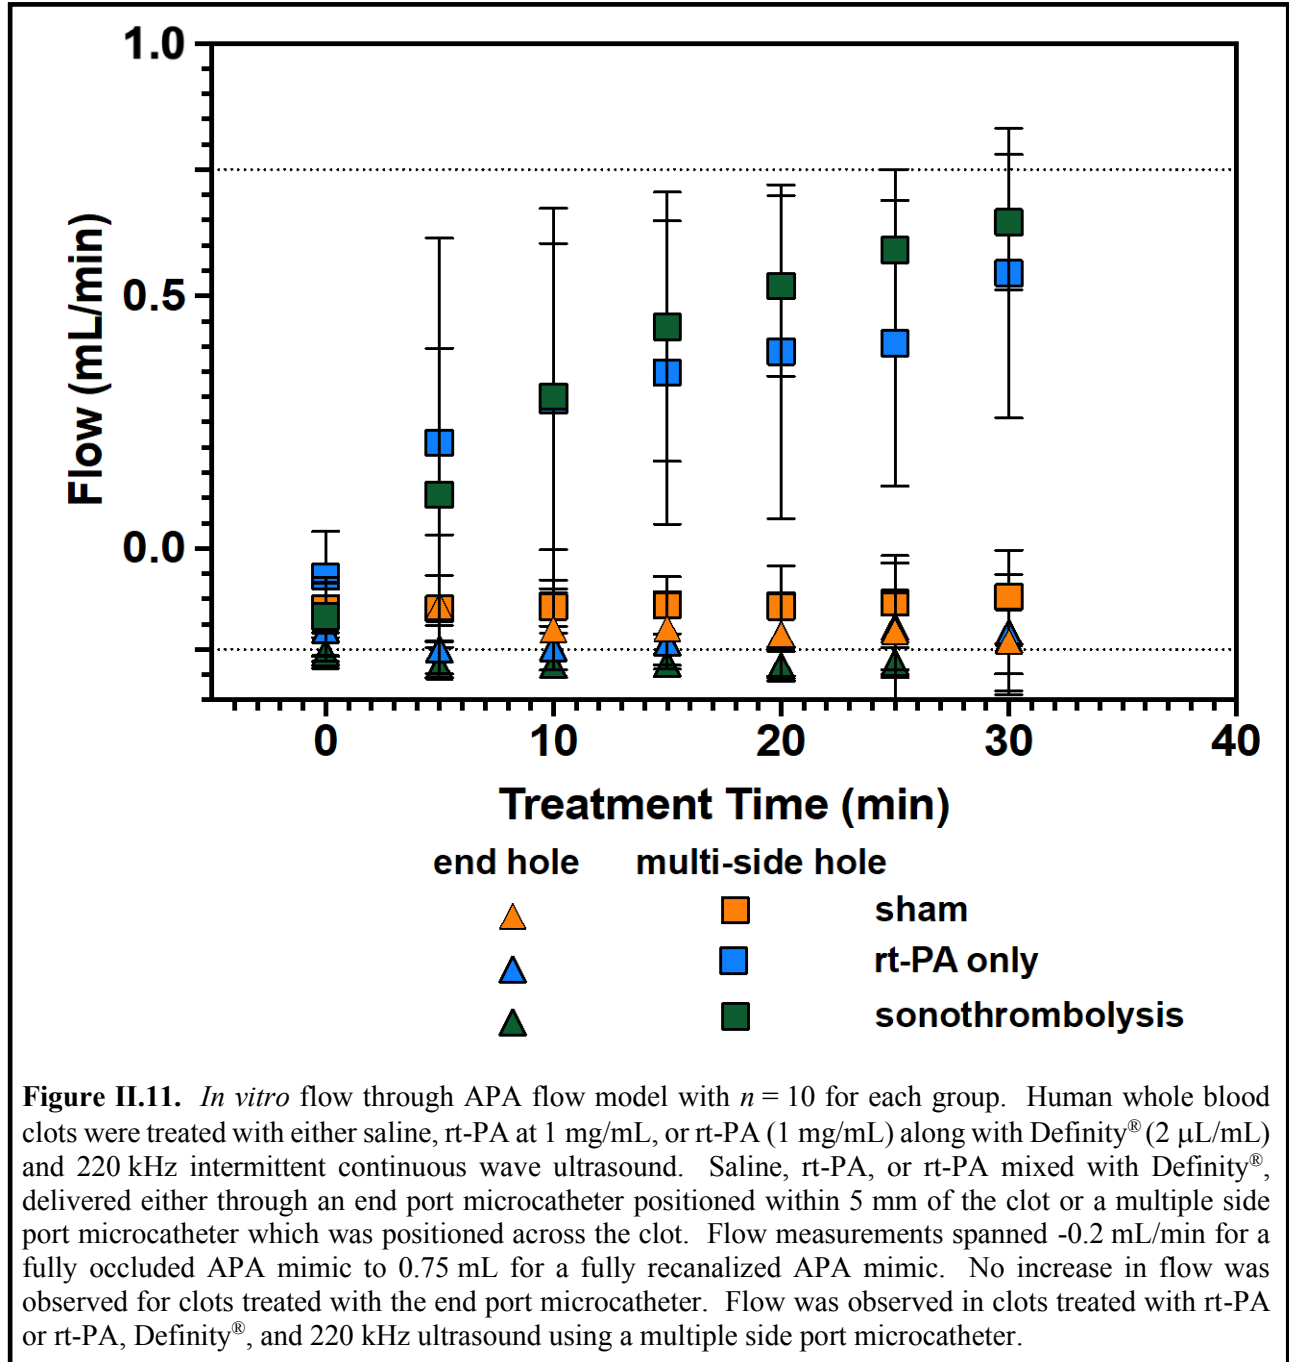 1.0
0.5
0.0
Flow (mL/min)
0 10 20 30 40
Treatment Time (min)
end hole multi-side hole
sham
rt-PA only
sonothrombolysis
Figure II.11. In vitro flow through APA flow model with n = 10 for each group. Human whole blood
clots were treated with either saline, rt-PA at 1 mg/mL, or rt-PA (1 mg/mL) along with Definity® (2 μL/mL)
and 220 kHz intermittent continuous wave ultrasound. Saline, rt-PA, or rt-PA mixed with Definity®,
delivered either through an end port microcatheter positioned within 5 mm of the clot or a multiple side
port microcatheter which was positioned across the clot. Flow measurements spanned -0.2 mL/min for a
fully occluded APA mimic to 0.75 mL for a fully recanalized APA mimic. No increase in flow was
observed for clots treated with the end port microcatheter. Flow was observed in clots treated with rt-PA
or rt-PA, Definity®, and 220 kHz ultrasound using a multiple side port microcatheter.